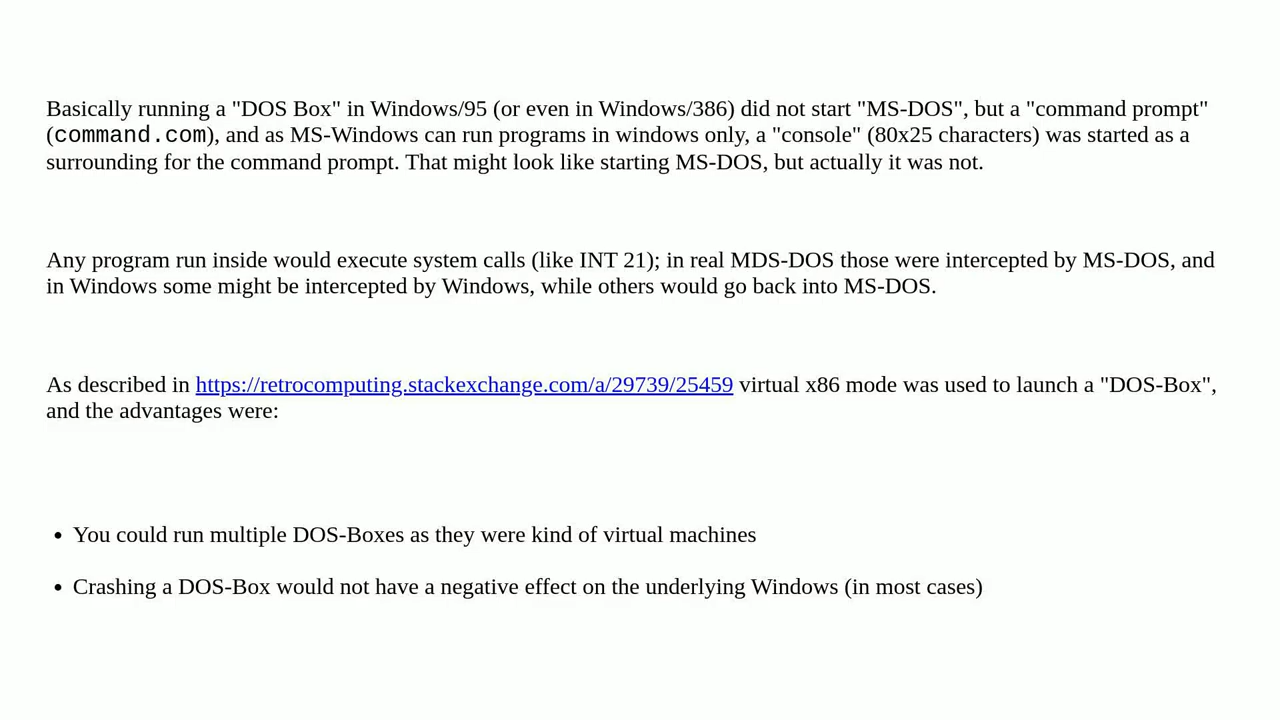 Basically running a "DOS Box" in Windows/95 (or even in Windows/386) did not start "MS-DOS", but a "command prompt"
(command.com), and as MS-Windows can run programs in windows only, a "console" (80x25 characters) was started as a
surrounding for the command prompt. That might look like starting MS-DOS, but actually it was not.
Any program run inside would execute system calls (like INT 21); in real MDS-DOS those were intercepted by MS-DOS, and
in Windows some might be intercepted by Windows, while others would go back into MS-DOS.
As described in https://retrocomputing.stackexchange.com/a/29739/25459 virtual x86 mode was used to launch a "DOS-Box",
and the advantages were:
• You could run multiple DOS-Boxes as they were kind of virtual machines
• Crashing a DOS-Box would not have a negative effect on the underlying Windows (in most cases)